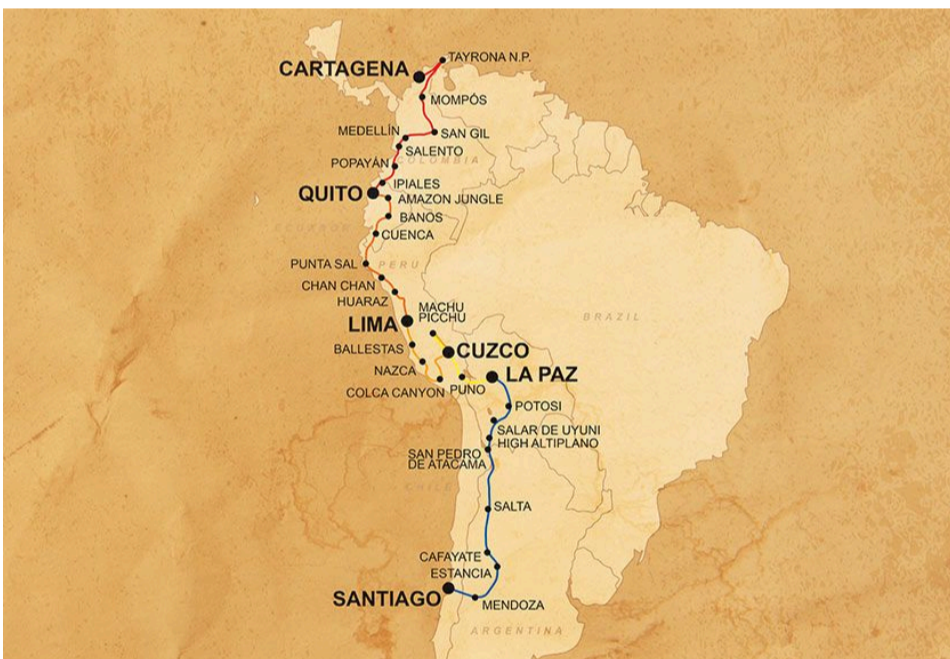 TAYRONA N.P.
CARTAGENA
MOMPÓS
MEDELLÍN
SAN GIL
SALENTO
COLOMBIA
POPAYÁN
IPIALES
QUITO
AMAZON JUNGLE
BANOS
ECUADOR
CUENCA
PUNTA SAL
PERU
CHAN CHAN
HUARAZ
MACHU
PICCHU
LIMA
BRAZIL
BALLESTAS
CUZCO
NAZCA
LA PAZ
COLCA CANYON
PUNO
POTOSI
SALAR DE UYUNI
HIGH ALTIPLANO
SAN PEDRO
DE ATACAMA
CHILE
SALTA
CAFAYATE
ESTANCIA
SANTIAGO
MENDOZA
ARGENTINA